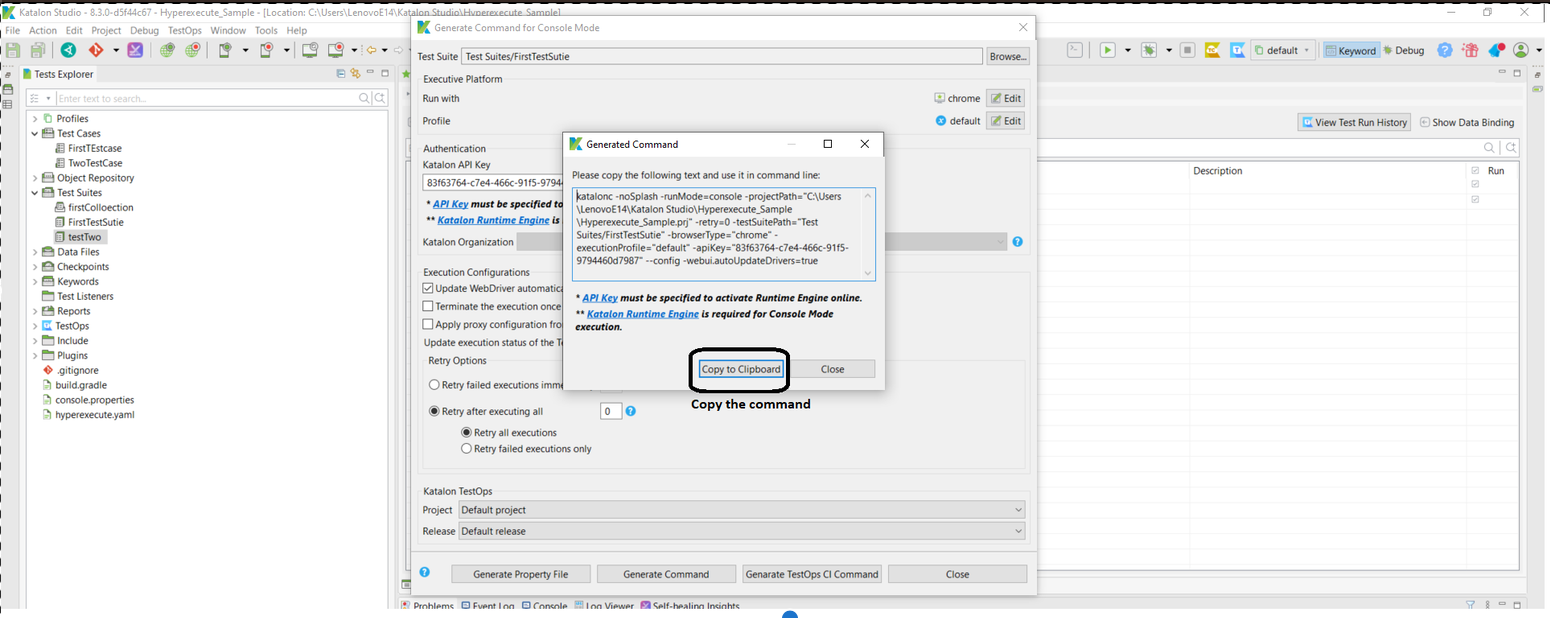 Katalon Studio - 8.3.0-d5f44c67 - Hyperexecute_Sample - [Location: C:\Users\LenovoE14\Katalon Studio\Hyperexecute_Sample]
File Action Edit Project Debug TestOps Window Tools Help
default
Keyword
Debug
Tests Explorer
Enter text to search...
Profiles
Test Cases
FirstTEstcase
TwoTestCase
Object Repository
Test Suites
firstColloection
FirstTestSutie
testTwo
Data Files
Checkpoints
Keywords
Test Listeners
Reports
TestOps
Include
Plugins
.gitignore
build.gradle
console.properties
hyperexecute.yaml
Generate Command for Console Mode
Test Suite Test Suites/FirstTestSutie Browse...
Executive Platform
Run with chrome Edit
Profile default Edit
Authentication
Katalon API Key
83f63764-c7e4-466c-91f5-9794
* API Key must be specified to
** Katalon Runtime Engine is
Katalon Organization
Execution Configurations
Update WebDriver automatica
Terminate the execution once
Apply proxy configuration fro
Update execution status of the T
Retry Options
Retry failed executions imme
Retry after executing all 0
Retry all executions
Retry failed executions only
Katalon TestOps
Project Default project
Release Default release
Generate Property File Generate Command Genarate TestOps CI Command Close
Generated Command
Please copy the following text and use it in command line:
katalonc -noSplash -runMode=console -projectPath="C:\Users
\LenovoE14\Katalon Studio\Hyperexecute_Sample
\Hyperexecute_Sample.prj" -retry=0 -testSuitePath="Test
Suites/FirstTestSutie" -browserType="chrome" -
executionProfile="default" -apiKey="83f63764-c7e4-466c-91f5-
9794460d7987" --config -webui.autoUpdateDrivers=true
* API Key must be specified to activate Runtime Engine online.
** Katalon Runtime Engine is required for Console Mode
execution.
Copy to Clipboard Close
Copy the command
View Test Run History Show Data Binding
Description Run
Problems Event Log Console Log Viewer Self-healing Insights